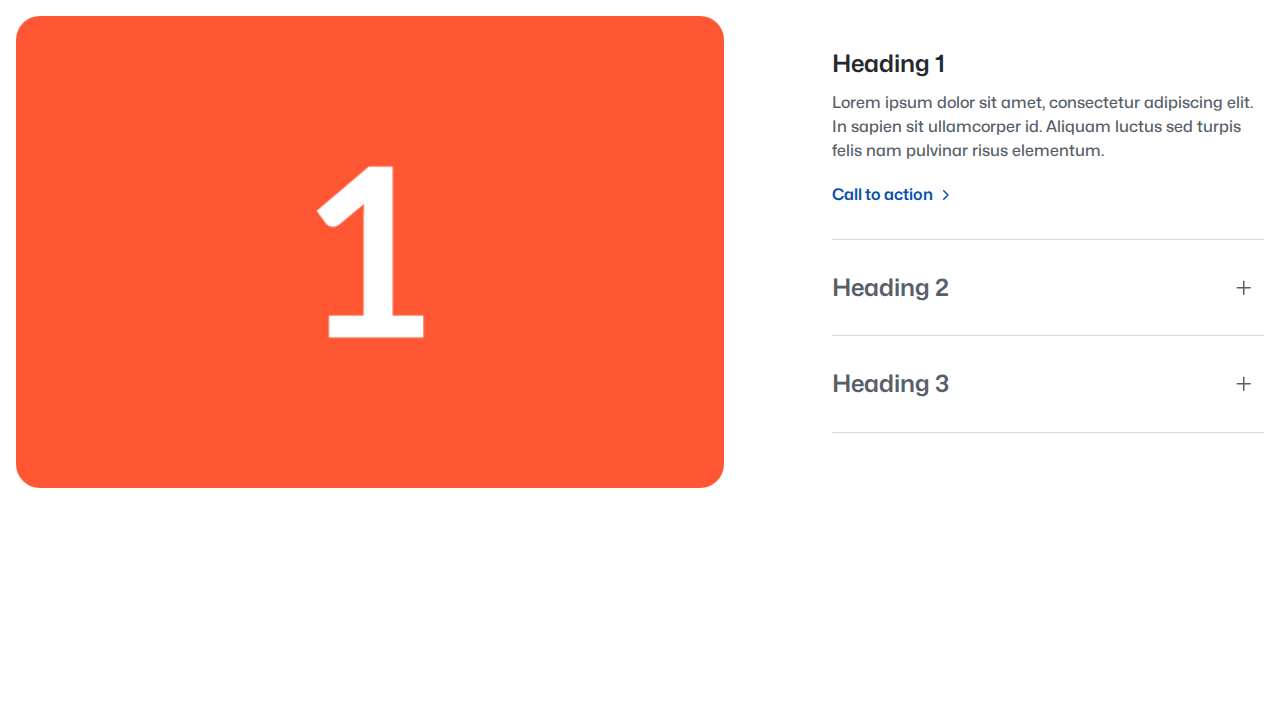 1
Heading 1
Lorem ipsum dolor sit amet, consectetur adipiscing elit.
In sapien sit ullamcorper id. Aliquam luctus sed turpis
felis nam pulvinar risus elementum.
Call to action
Heading 2
Heading 3